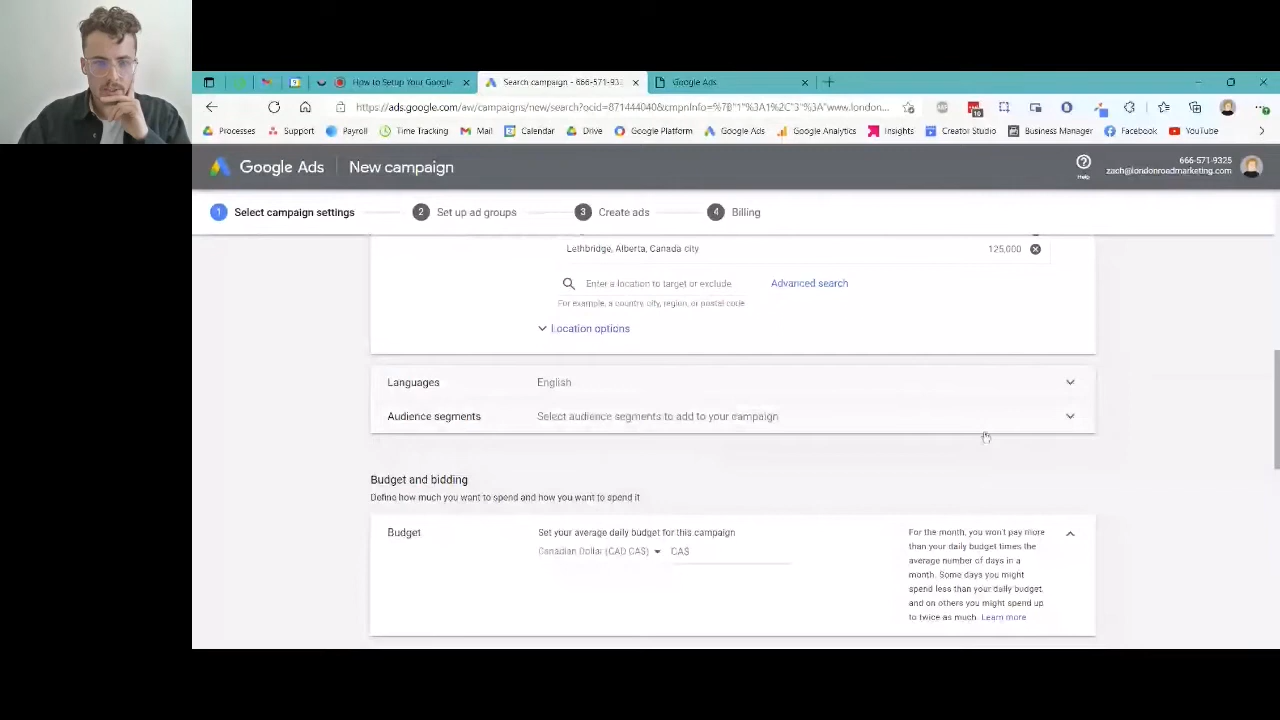 How to Setup Your Google
Search campaign - 666-571-93
Google Ads
https://ads.google.com/aw/campaigns/new/search?ocid=871444040&cmpnInfo=%7B"1"%3A1%2C"3"%3A"www.london...
10
Processes
Support
Payroll
Time Tracking
Mail
Calendar
Drive
Google Platform
Google Ads
Google Analytics
Insights
Creator Studio
Business Manager
Facebook
YouTube
Google Ads
New campaign
Help
666-571-9325
zach@londonroadmarketing.com
1 Select campaign settings
2 Set up ad groups
3 Create ads
4 Billing
Lethbridge, Alberta, Canada city
125,000
Enter a location to target or exclude
Advanced search
For example, a country, city, region, or postal code
Location options
Languages
English
Audience segments
Select audience segments to add to your campaign
Budget and bidding
Define how much you want to spend and how you want to spend it
Budget
Set your average daily budget for this campaign
Canadian Dollar (CAD CA$)
CA$
For the month, you won't pay more
than your daily budget times the
average number of days in a
month. Some days you might
spend less than your daily budget,
and on others you might spend up
to twice as much. Learn more